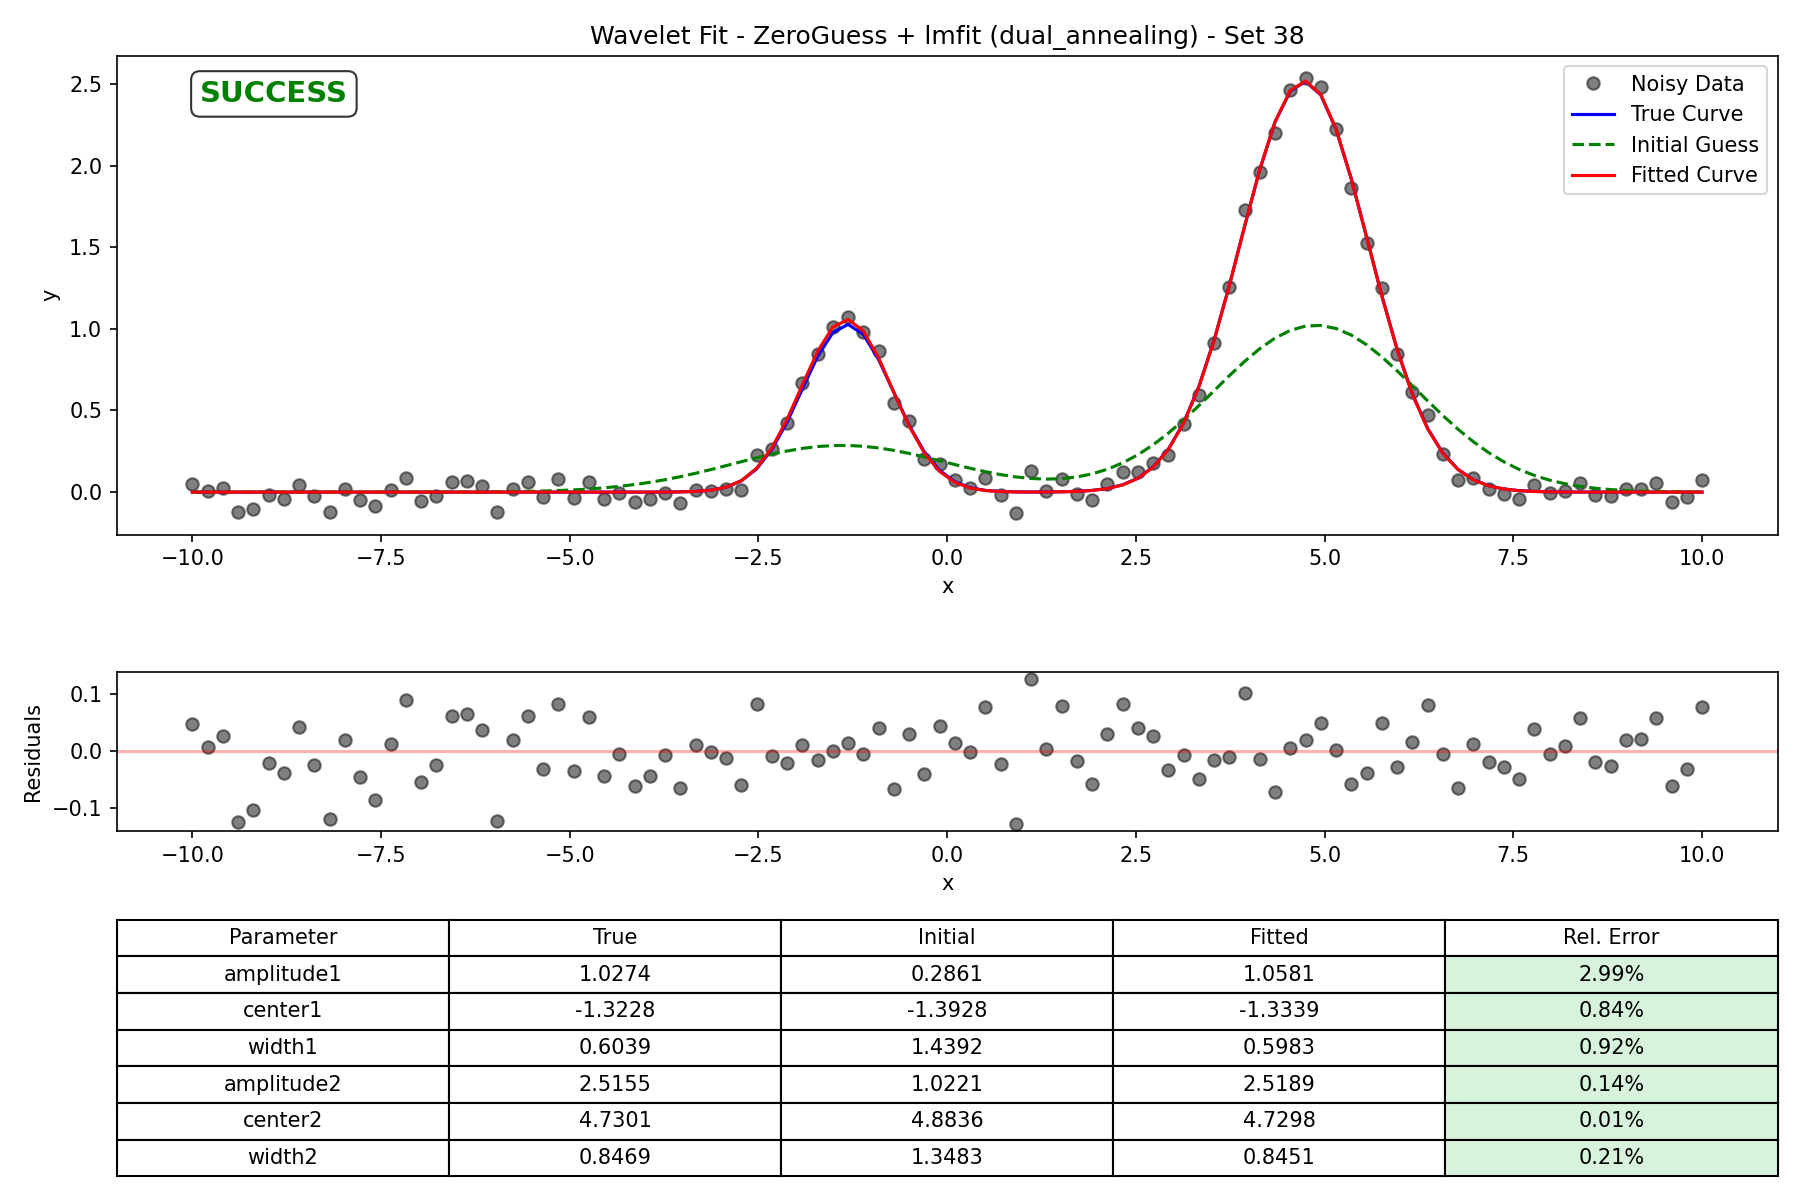 Wavelet Fit - ZeroGuess + lmfit (dual_annealing) - Set 38
SUCCESS
Noisy Data
True Curve
Initial Guess
Fitted Curve
y
2.5
2.0
1.5
1.0
0.5
0.0
−10.0 −7.5 −5.0 −2.5 0.0 2.5 5.0 7.5 10.0
x
Residuals
0.1
0.0
−0.1
−10.0 −7.5 −5.0 −2.5 0.0 2.5 5.0 7.5 10.0
x
Parameter True Initial Fitted Rel. Error
amplitude1 1.0274 0.2861 1.0581 2.99%
center1 -1.3228 -1.3928 -1.3339 0.84%
width1 0.6039 1.4392 0.5983 0.92%
amplitude2 2.5155 1.0221 2.5189 0.14%
center2 4.7301 4.8836 4.7298 0.01%
width2 0.8469 1.3483 0.8451 0.21%